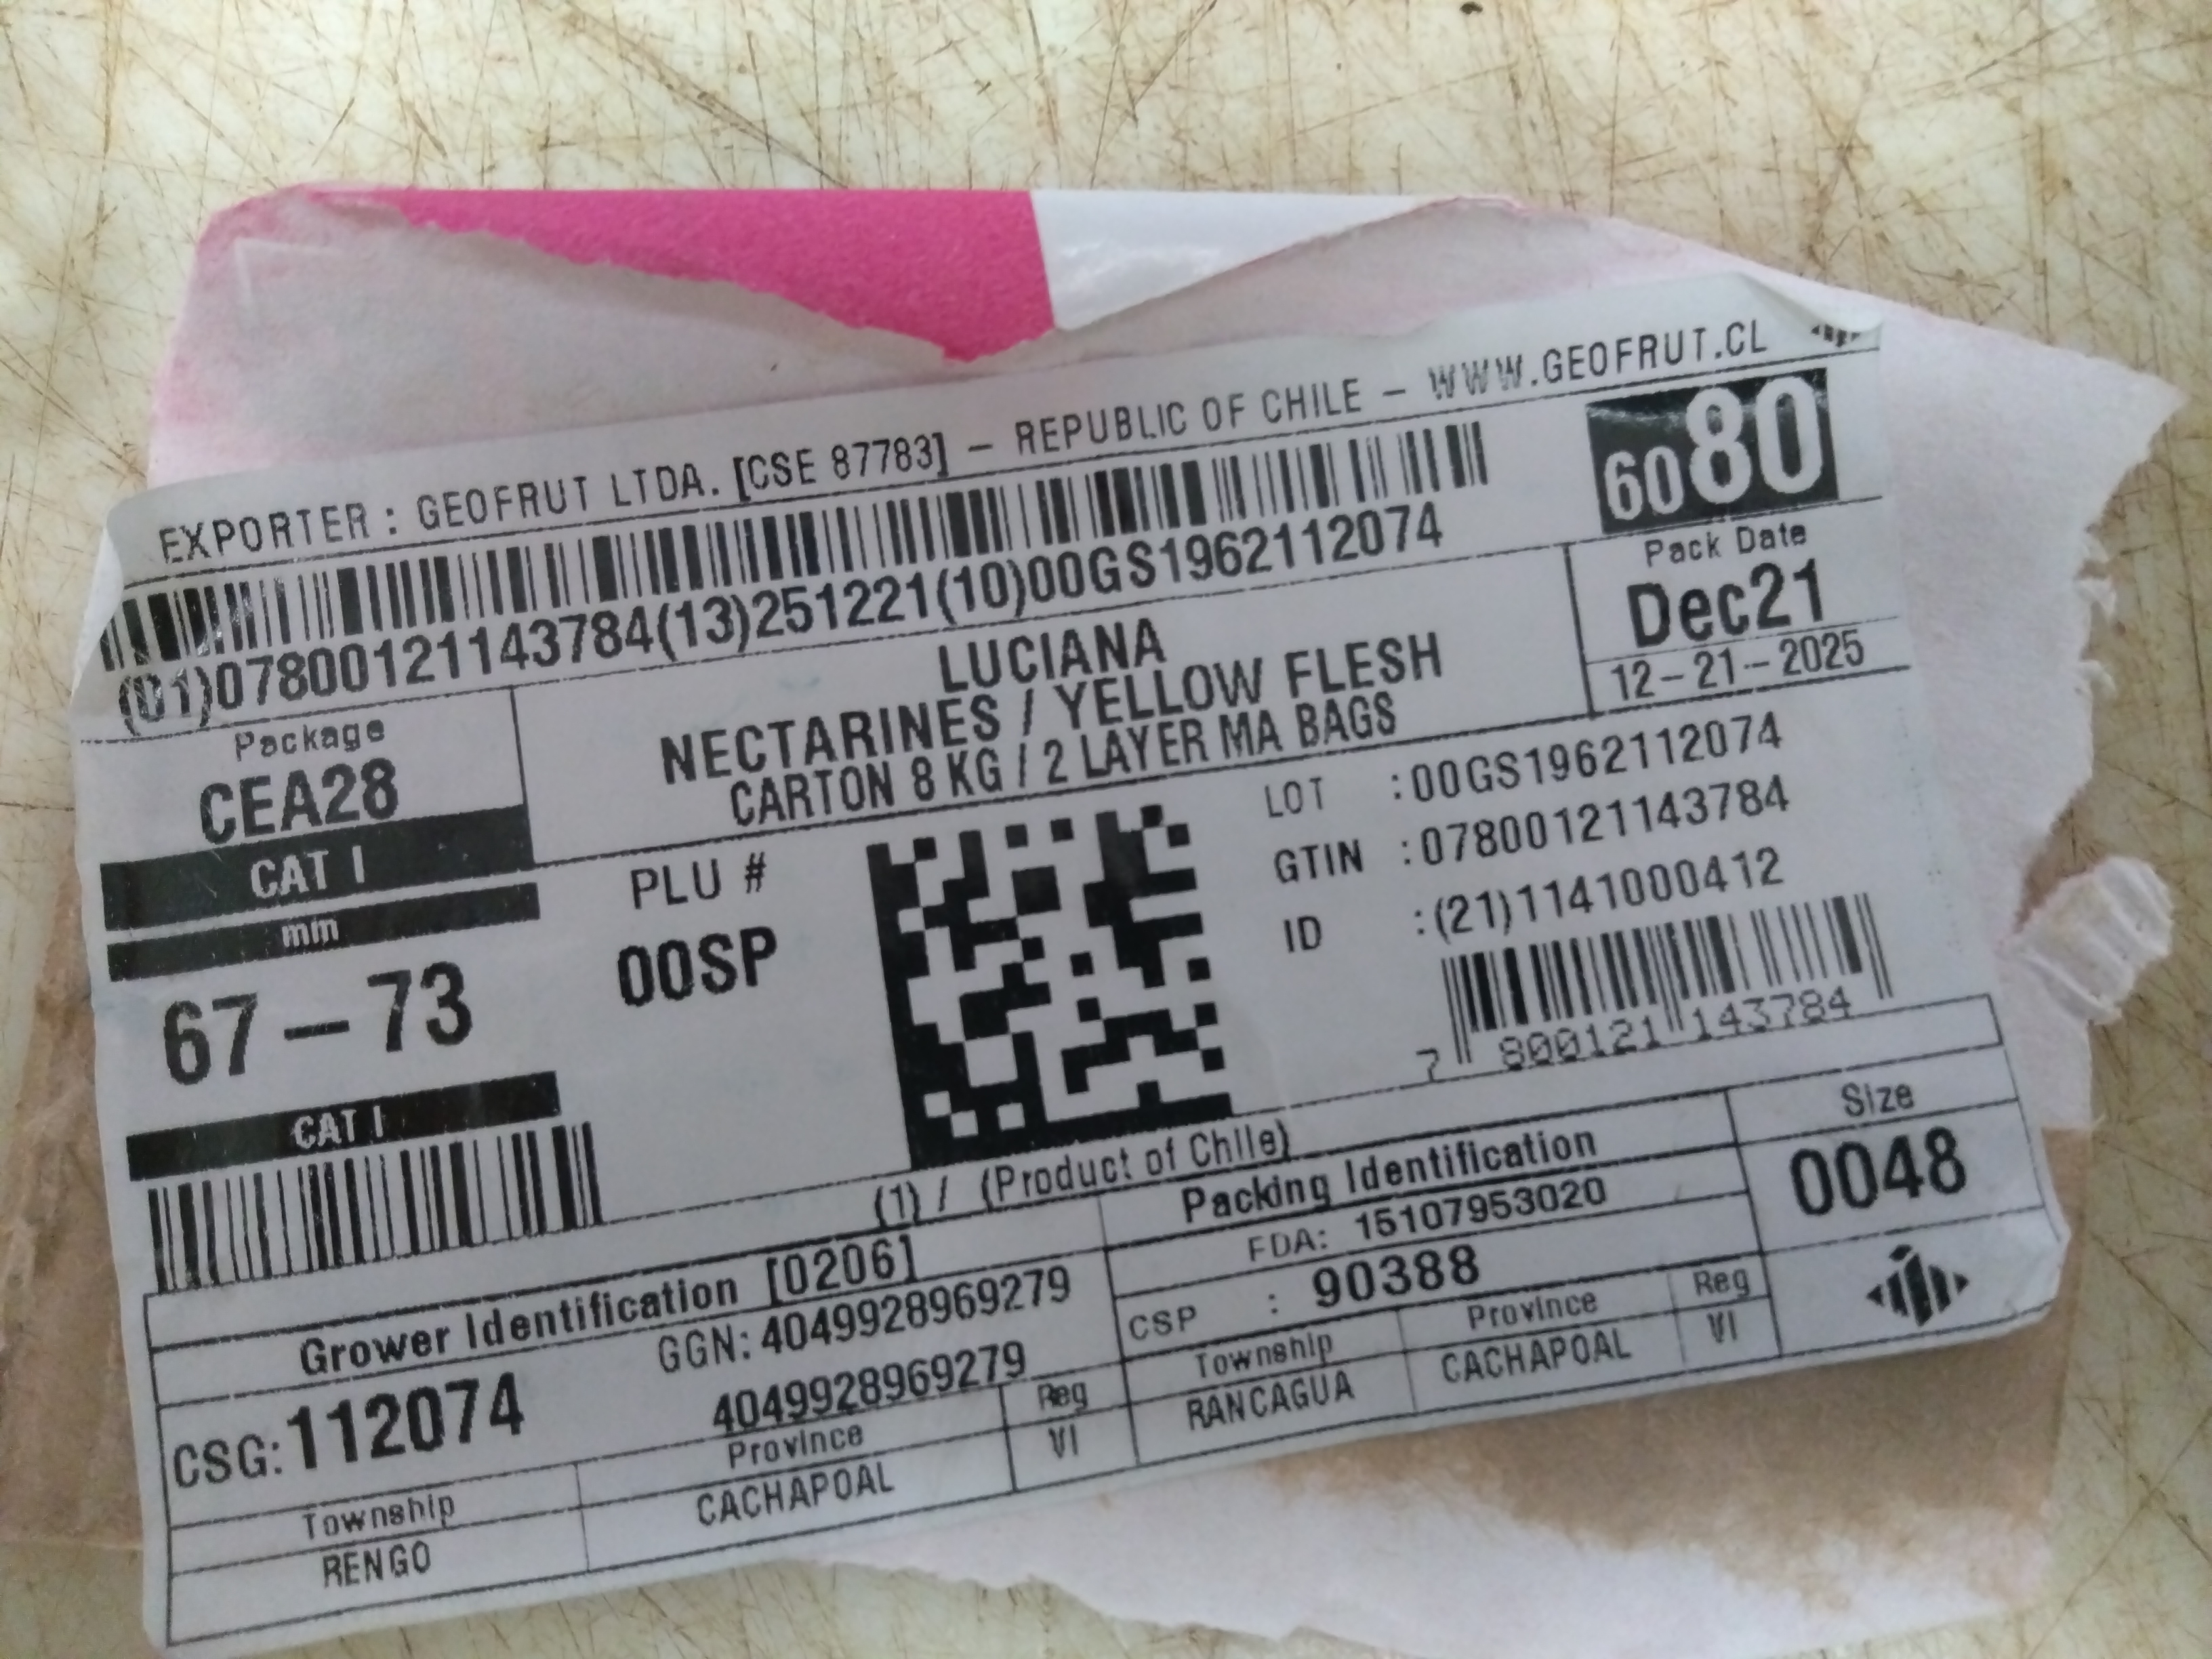 EXPORTER : GEOFRUT LTDA. [CSE 87783] - REPUBLIC OF CHILE - WWW.GEOFRUT.CL
6080
(01)07800121143784(13)251221(10)00GS1962112074
Pack Date
Dec21
12-21-2025
Package
CEA28
CAT I
mm
67-73
CAT I
LUCIANA
NECTARINES / YELLOW FLESH
CARTON 8 KG / 2 LAYER MA BAGS
PLU #
00SP
LOT :00GS1962112074
GTIN :07800121143784
ID :(21)1141000412
7 800121 143784
(1) / (Product of Chile)
Grower Identification [0206]
CSG:112074
GGN: 4049928969279
4049928969279
Township
RENGO
Province
CACHAPOAL
Reg
VI
Packing Identification
FDA: 15107953020
CSP : 90388
Township
RANCAGUA
Province
CACHAPOAL
Reg
VI
Size
0048